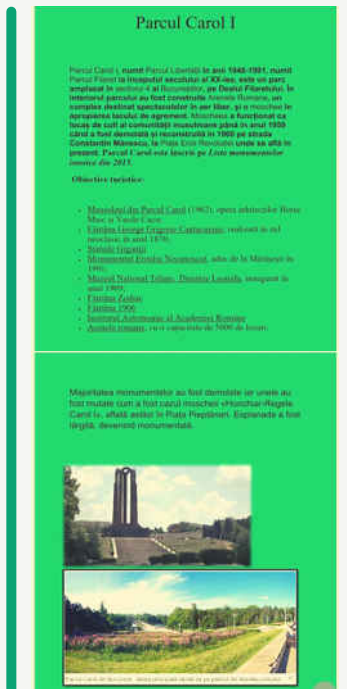 Parcul Carol I
Parcul Carol I, numit Parcul Libertății în anii 1948-1991, numit
Parcul Filaret la începutul secolului al XX-lea, este un parc
amplasat în sectorul 4 al Bucureștilor, pe Dealul Filaretului. În
interiorul parcului au fost construite Arenele Romane, un
complex destinat spectacolelor în aer liber, și o moschee în
apropierea lacului de agrement. Moscheea a funcționat ca
locaș de cult al comunității musulmane până în anul 1959
când a fost demolată și reconstruită în 1960 pe strada
Constantin Mănescu, la Piața Eroii Revoluției unde se află în
prezent. Parcul Carol este înscris pe Lista monumentelor
istorice din 2015.
Obiective turistice:
Mausoleul din Parcul Carol (1962), opera arhitecților Horia
Maicu și Vasile Cucu;
Fântâna George Grigorie Cantacuzino, realizată în stil
neoclasic în anul 1870;
Statuile Giganții
Monumentul Eroului Necunoscut, adus de la Mărășești în
1991;
Muzeul Național Tehnic „Dimitrie Leonida, inaugurat în
anul 1909;
Fântâna Zodiac
Fântâna 1906
Institutul Astronomic al Academiei Române
Arenele romane, cu o capacitate de 5000 de locuri.
Majoritatea monumentelor au fost demolate iar unele au
fost mutate cum a fost cazul moscheii «Hunchiar»Regele
Carol I», aflată astăzi în Piața Pieptănari. Esplanada a fost
lărgită, devenind monumentală.